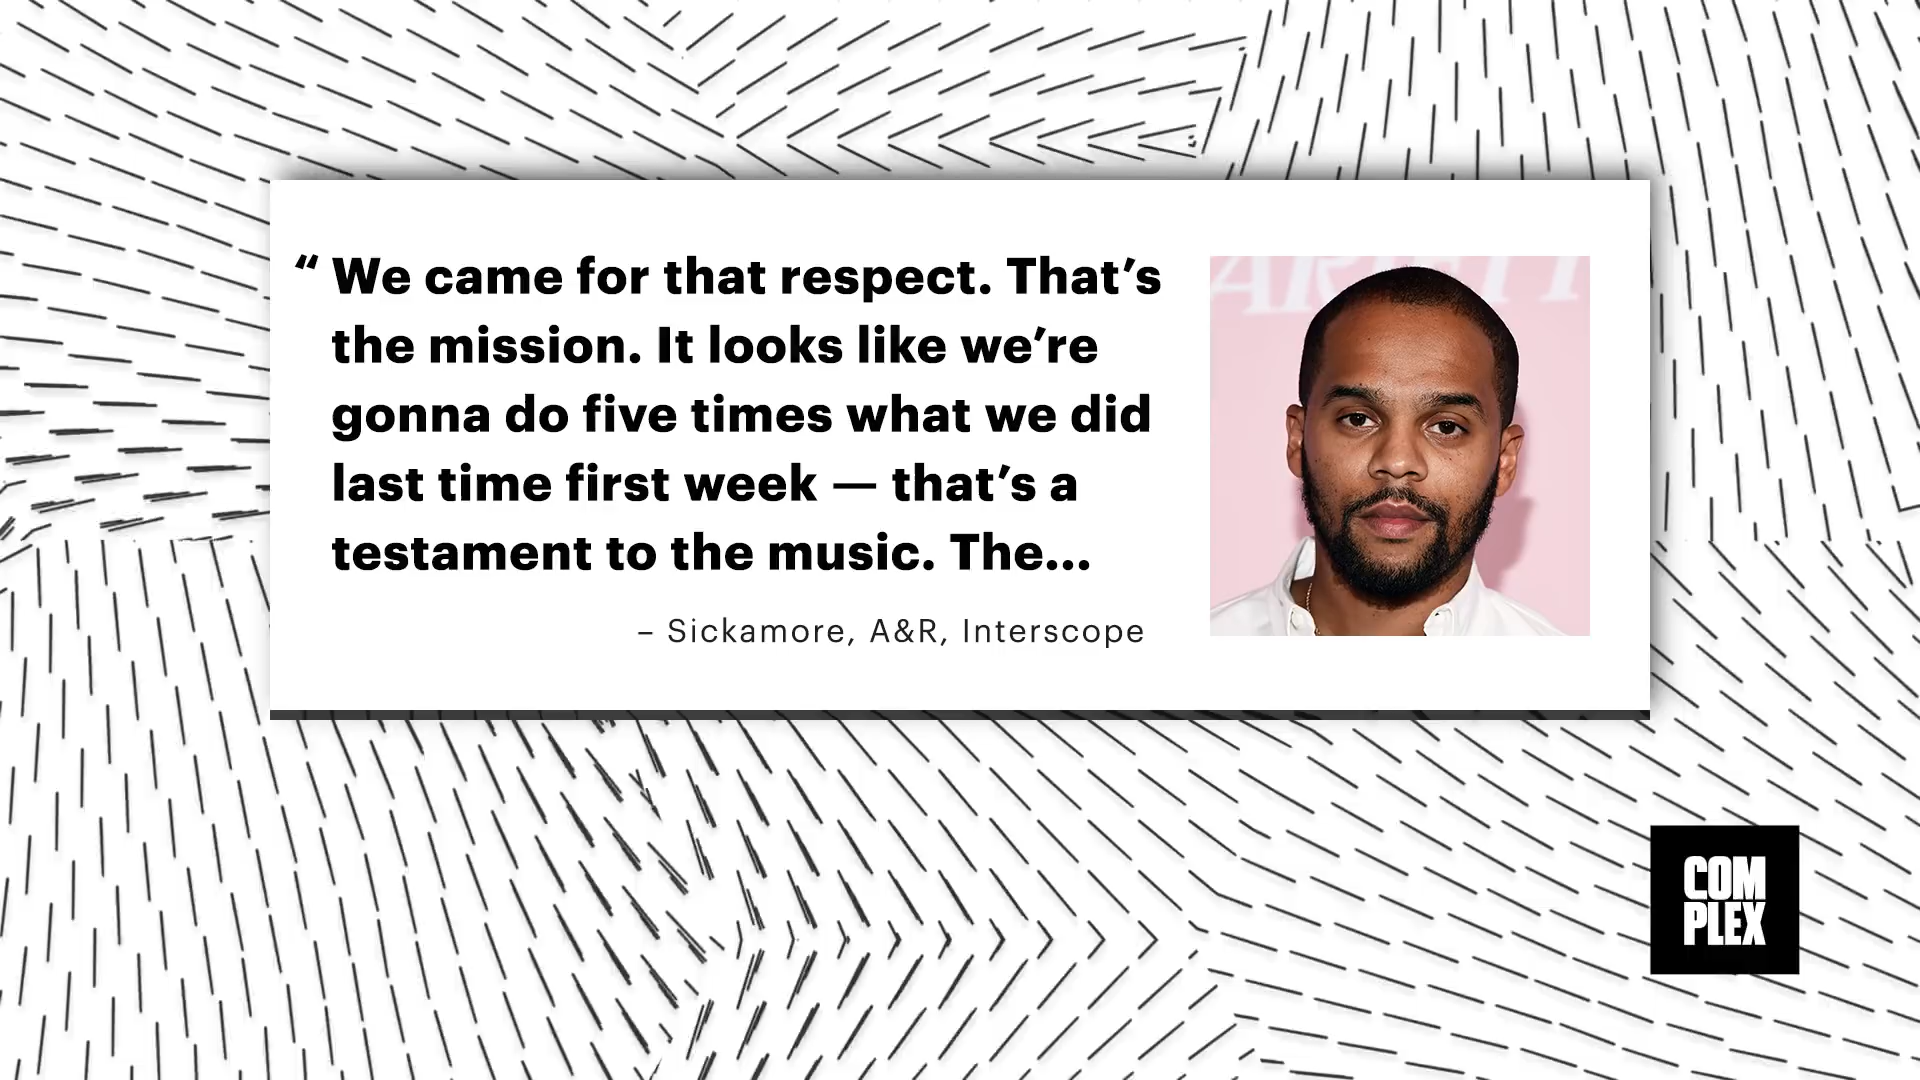 “ We came for that respect. That’s
the mission. It looks like we’re
gonna do five times what we did
last time first week — that’s a
testament to the music. The...
– Sickamore, A&R, Interscope
VARIETY
COM
PLEX